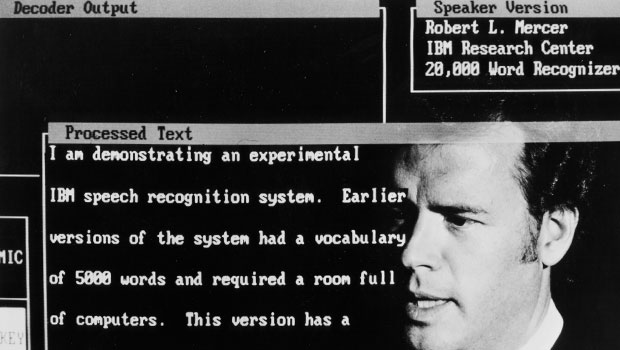 Decoder Output
Speaker Version
Robert L. Mercer
IBM Research Center
20,000 Word Recognizer
Processed Text
I am demonstrating an experimental
IBM speech recognition system.  Earlier
versions of the system had a vocabulary
of 5000 words and required a room full
of computers.  This version has a
MIC
KEY